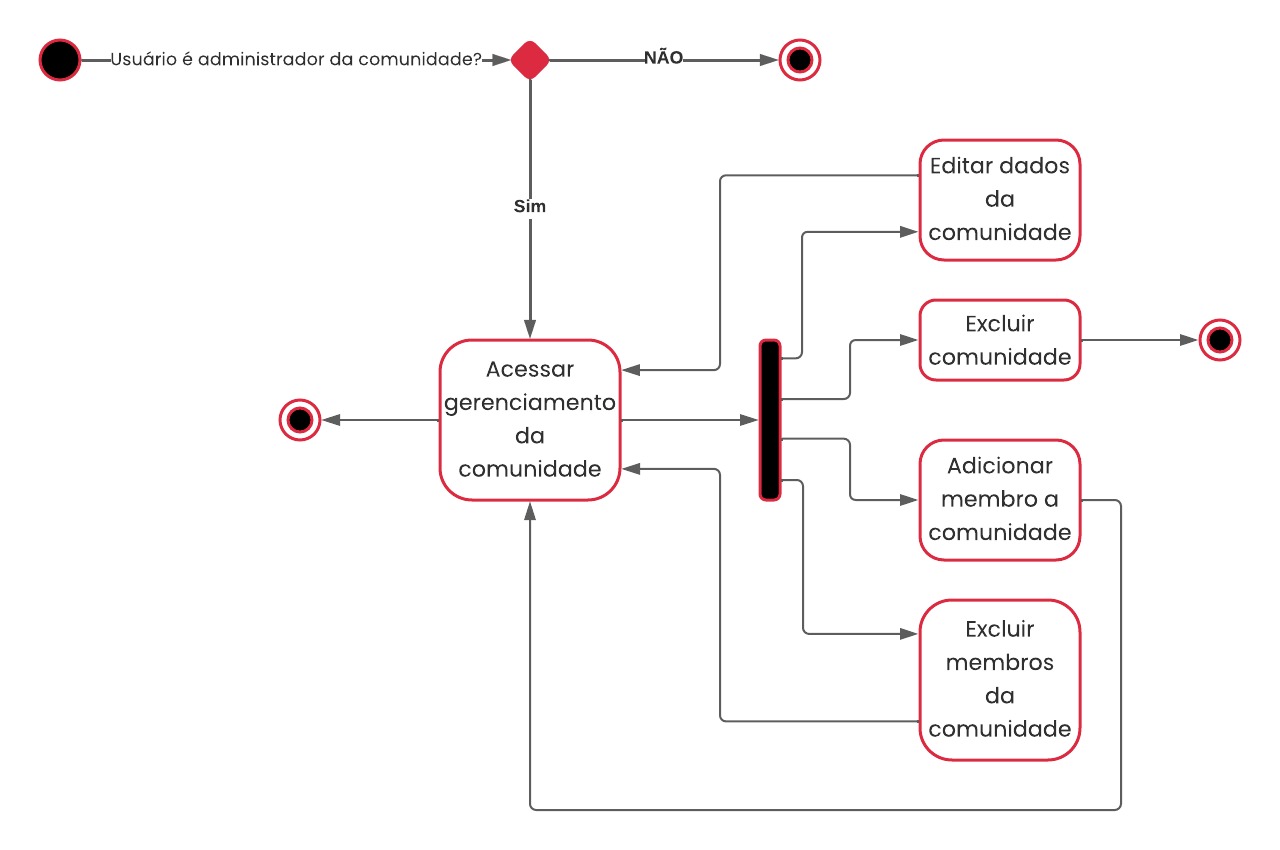 Usuário é administrador da comunidade?
NÃO
Sim
Editar dados
da
comunidade
Excluir
comunidade
Acessar
gerenciamento
da
comunidade
Adicionar
membro a
comunidade
Excluir
membros
da
comunidade